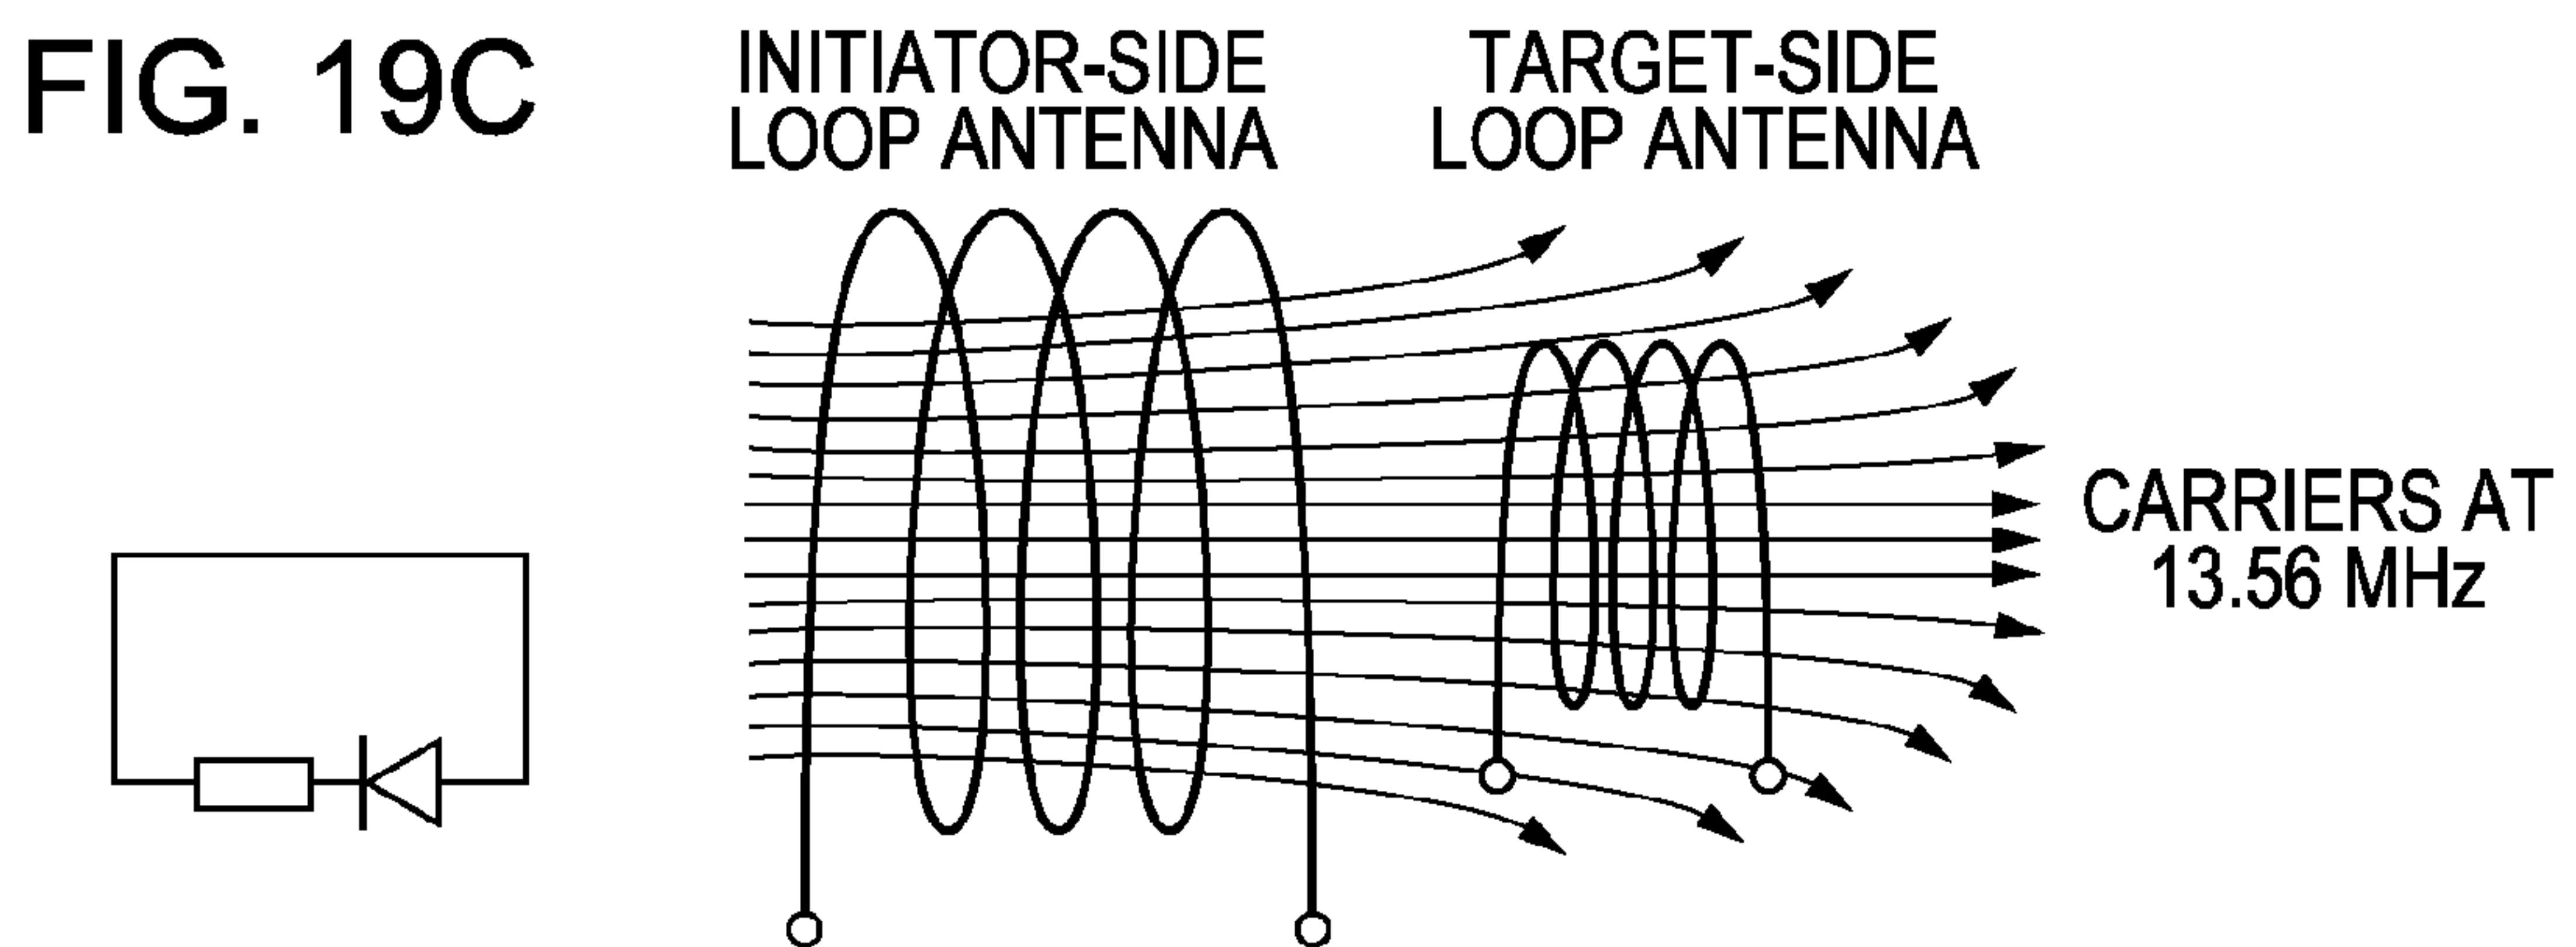 FIG. 19C
INITIATOR-SIDE
LOOP ANTENNA
TARGET-SIDE
LOOP ANTENNA
CARRIERS AT
13.56 MHz